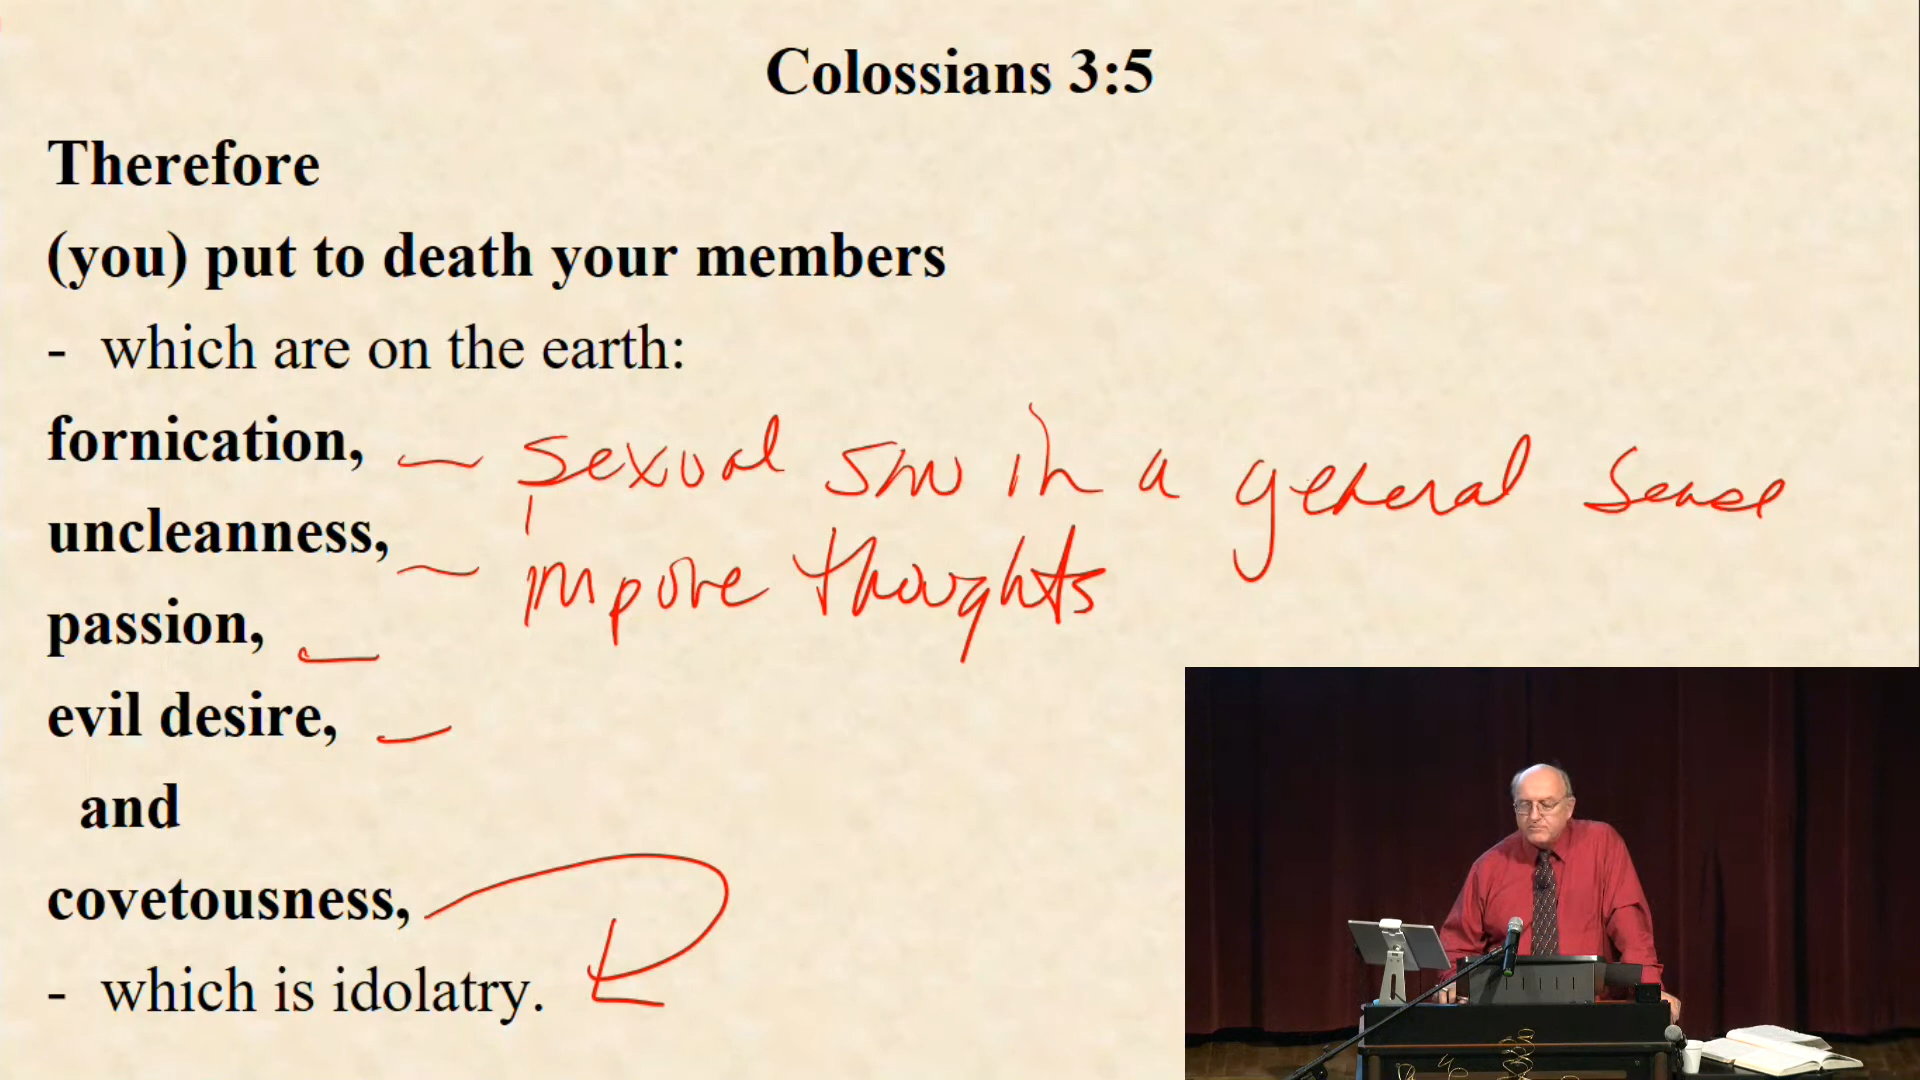 Colossians 3:5
Therefore
(you) put to death your members
- which are on the earth:
fornication, — sexual sin in a general sense
uncleanness, — impure thoughts
passion, —
evil desire, —
and
covetousness,
- which is idolatry.